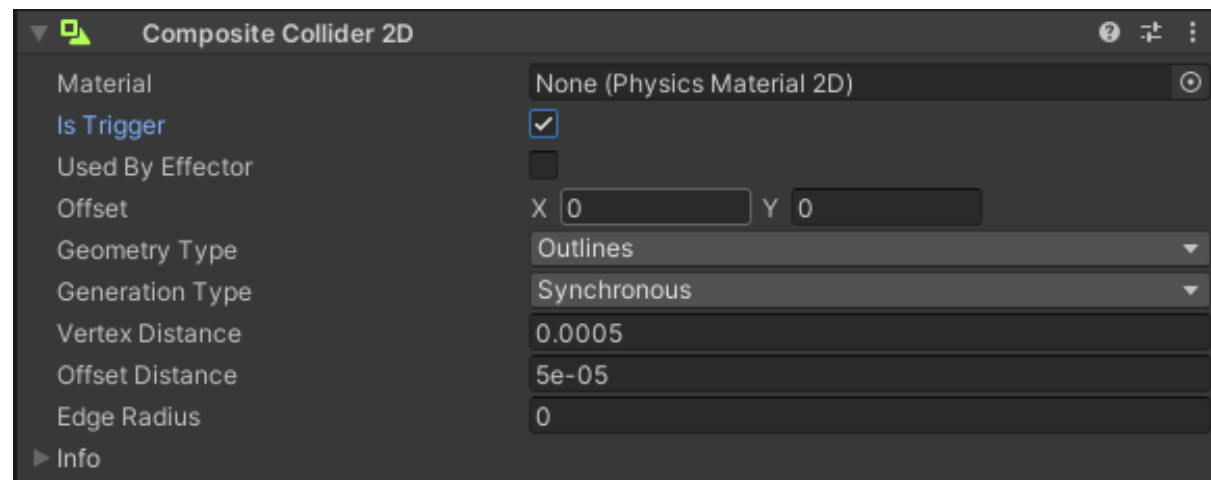 Composite Collider 2D
Material None (Physics Material 2D)
Is Trigger
Used By Effector
Offset X 0 Y 0
Geometry Type Outlines
Generation Type Synchronous
Vertex Distance 0.0005
Offset Distance 5e-05
Edge Radius 0
Info